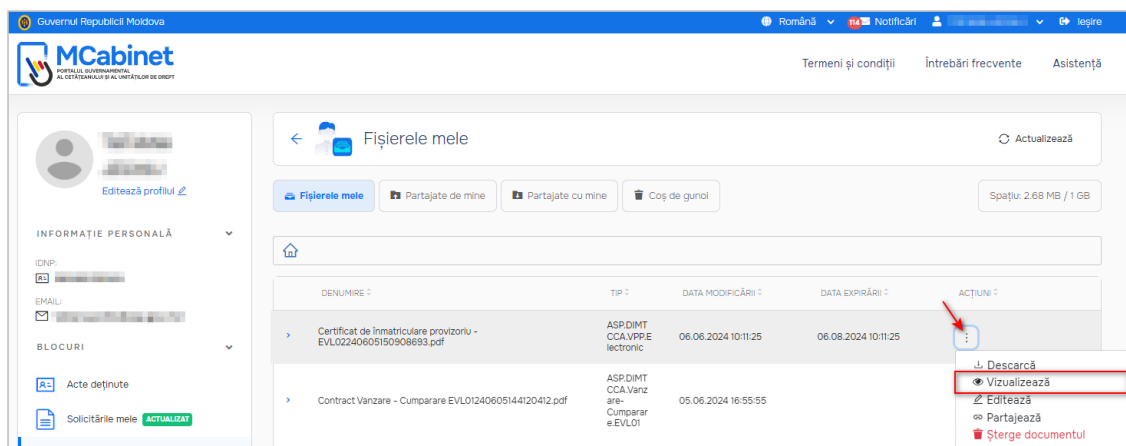 Guvernul Republicii Moldova
Română
114 Notificări
Ieșire
MCabinet
PORTALUL GUVERNAMENTAL
AL CETĂȚEANULUI ȘI AL UNITĂȚILOR DE DREPT
Termeni și condiții
Întrebări frecvente
Asistență
Editează profilul
Fișierele mele
Actualizează
Fișierele mele
Partajate de mine
Partajate cu mine
Coș de gunoi
Spațiu: 2.68 MB / 1 GB
INFORMAȚIE PERSONALĂ
IDNP:
EMAIL:
BLOCURI
Acte deținute
Solicitările mele ACTUALIZAT
DENUMIRE
TIP
DATA MODIFICĂRII
DATA EXPIRĂRII
ACȚIUNI
Certificat de înmatriculare provizoriu -
EVL02240605150908693.pdf
ASP.DIMT
CCA.VPP.E
lectronic
06.06.2024 10:11:25
06.08.2024 10:11:25
Contract Vanzare - Cumparare EVL01240605144120412.pdf
ASP.DIMT
CCA.Vanz
are-
Cumparar
e.EVL01
05.06.2024 16:55:55
Descarcă
Vizualizează
Editează
Partajează
Șterge documentul